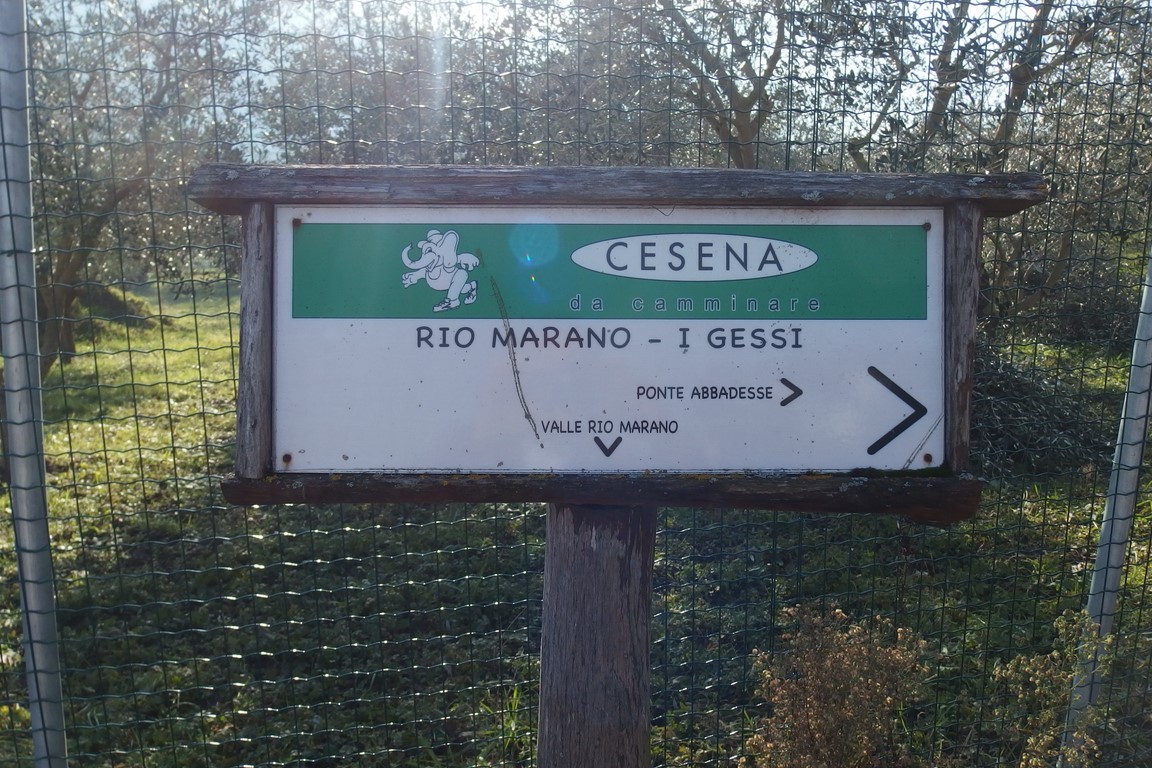 CESENA
da camminare
RIO MARANO - I GESSI
PONTE ABBADESSE
VALLE RIO MARANO